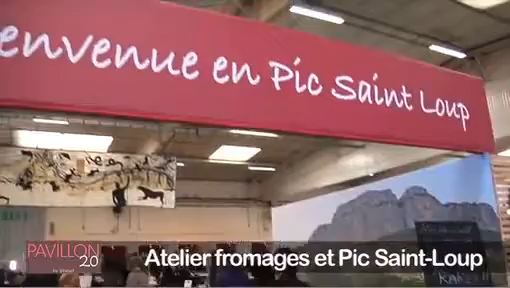 envenue en Pic Saint Loup
PAVILLON
2.0
Atelier fromages et Pic Saint-Loup